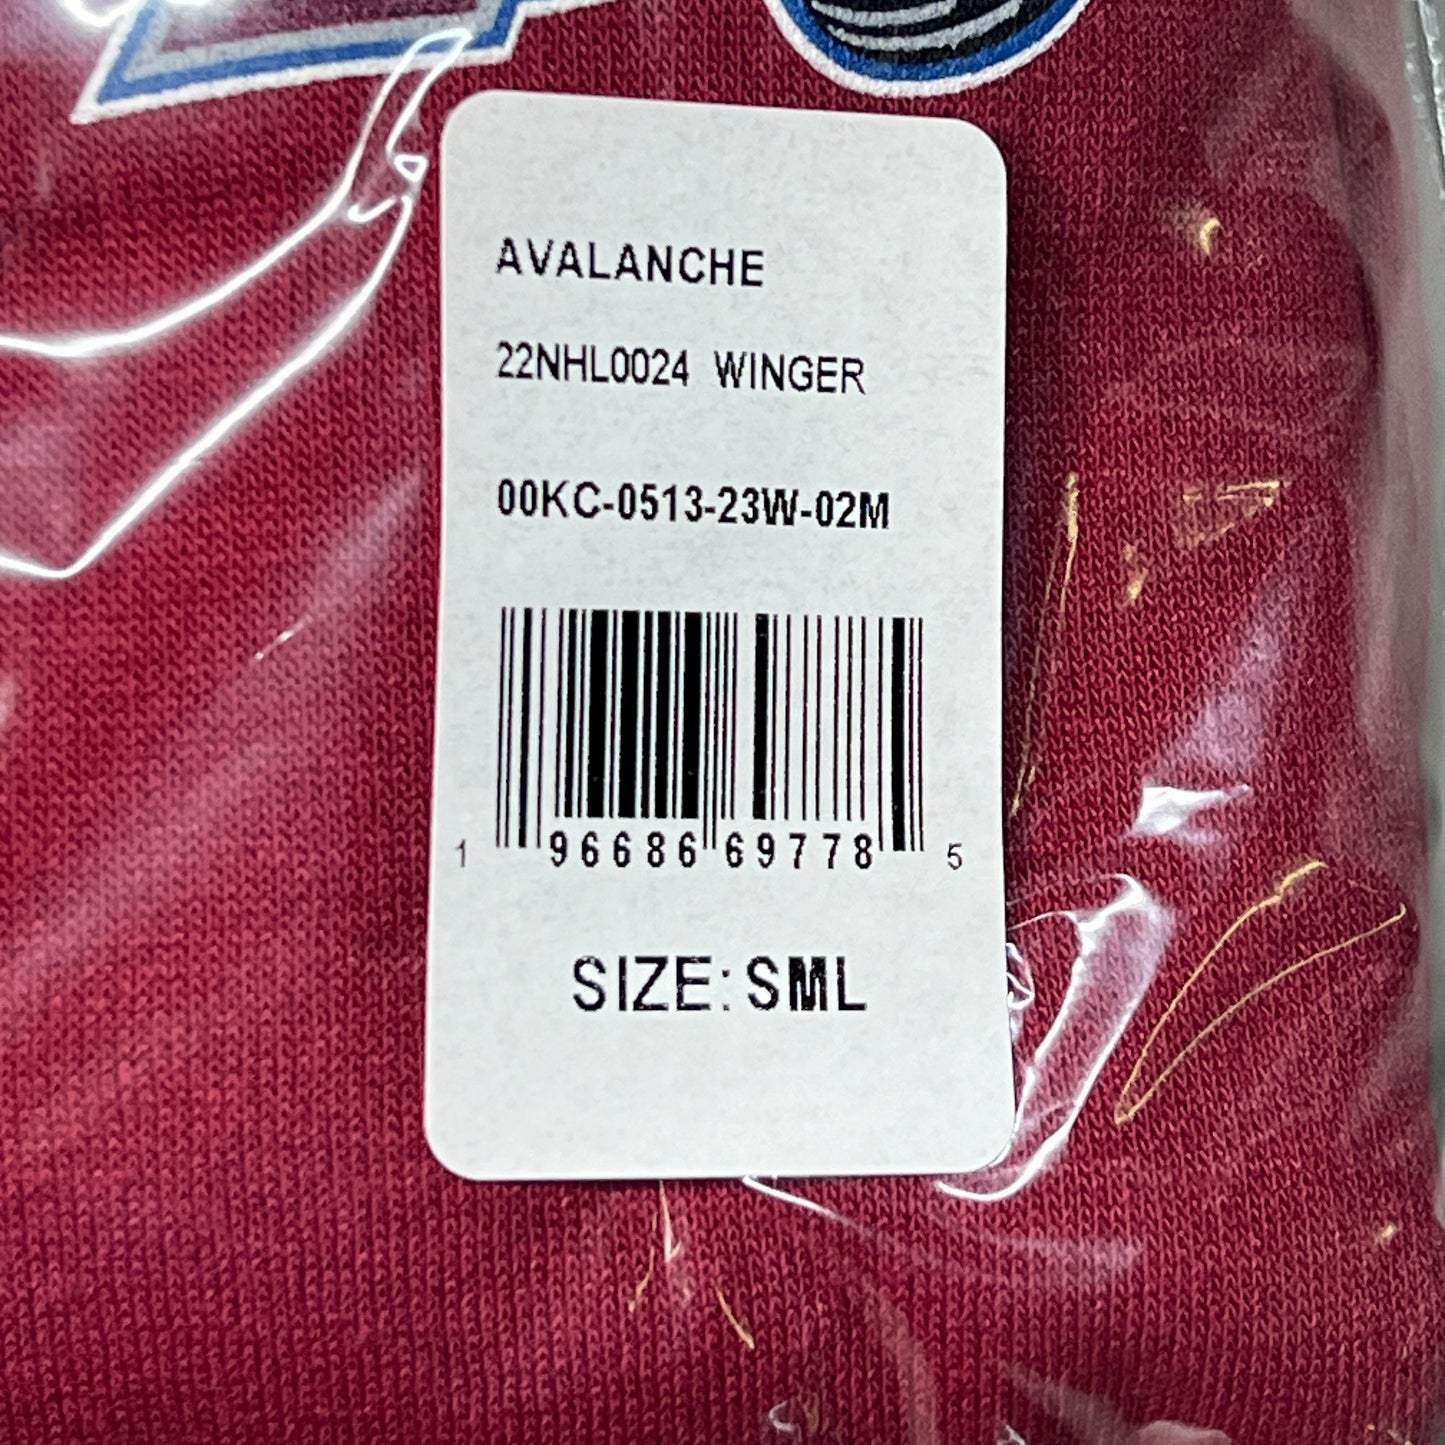 AVALANCHE
22NHL0024 WINGER
00KC-0513-23W-02M
1 96686 69778 5
SIZE: SML